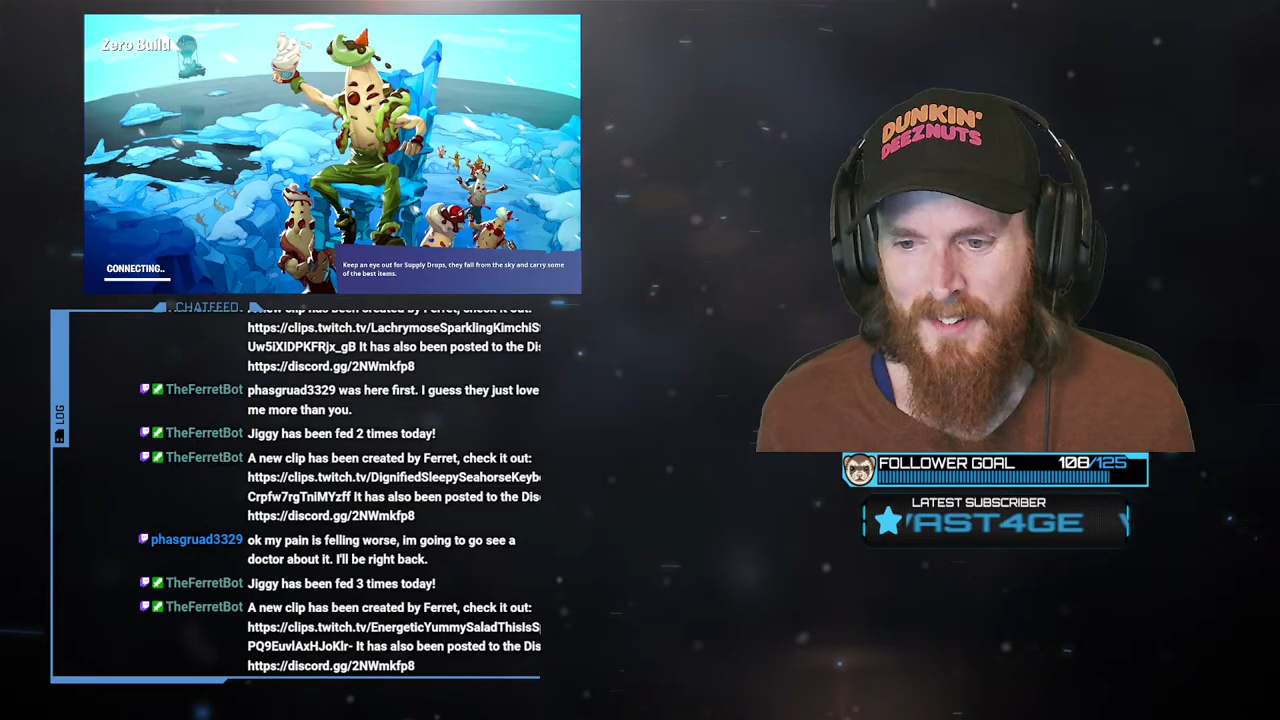 Zero Build
CONNECTING..
Keep an eye out for Supply Drops, they fall from the sky and carry some
of the best items.
DUNKIN'
DEEZNUTS
CHATFEED
LOG
https://clips.twitch.tv/LachrymoseSparklingKimchiS
Uw5iXIDPKFRjx_gB It has also been posted to the Dis
https://discord.gg/2NWmkfp8
TheFerretBot phasgruad3329 was here first. I guess they just love
me more than you.
TheFerretBot Jiggy has been fed 2 times today!
TheFerretBot A new clip has been created by Ferret, check it out:
https://clips.twitch.tv/DignifiedSleepySeahorseKeyb
Crpfw7rgTniMYzff It has also been posted to the Dis
https://discord.gg/2NWmkfp8
phasgruad3329 ok my pain is felling worse, im going to go see a
doctor about it. I'll be right back.
TheFerretBot Jiggy has been fed 3 times today!
TheFerretBot A new clip has been created by Ferret, check it out:
https://clips.twitch.tv/EnergeticYummySaladThisIsS
PQ9EuvlAxHJoKlr- It has also been posted to the Dis
https://discord.gg/2NWmkfp8
FOLLOWER GOAL 108/125
LATEST SUBSCRIBER
VAST4GE